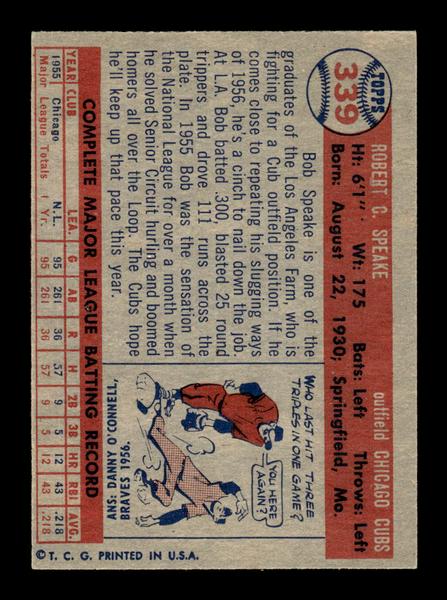 TOPPS
339
ROBERT C. SPEAKE
outfield CHICAGO CUBS
Ht: 6'1" Wt: 175 Bats: Left Throws: Left
Born: August 22, 1930; Springfield, Mo.
Bob Speake is one of the
graduates of the Los Angeles Farm, who is
fighting for a Cub outfield position. If he
comes close to repeating his slugging ways
of 1956, he's a cinch to nail down the job.
At L.A. Bob batted .300, blasted 25 round
trippers and drove 111 runs across the
plate. In 1955 Bob was the sensation of
the National League for over a month when
he solved Senior Circuit hurling and boomed
homers all over the Loop. The Cubs hope
he'll keep up that pace this year.
WHO LAST HIT THREE
TRIPLES IN ONE GAME?
YOU HERE
AGAIN?
ANS: DANNY O'CONNELL,
BRAVES 1956.
COMPLETE MAJOR LEAGUE BATTING RECORD
YEAR CLUB LEA. G AB R H 2B 3B HR RBI AVG.
1955 Chicago N.L. 95 261 36 57 9 5 12 43 .218
Major League Totals 1 Yr. 95 261 36 57 9 5 12 43 .218
© T. C. G. PRINTED IN U.S.A.